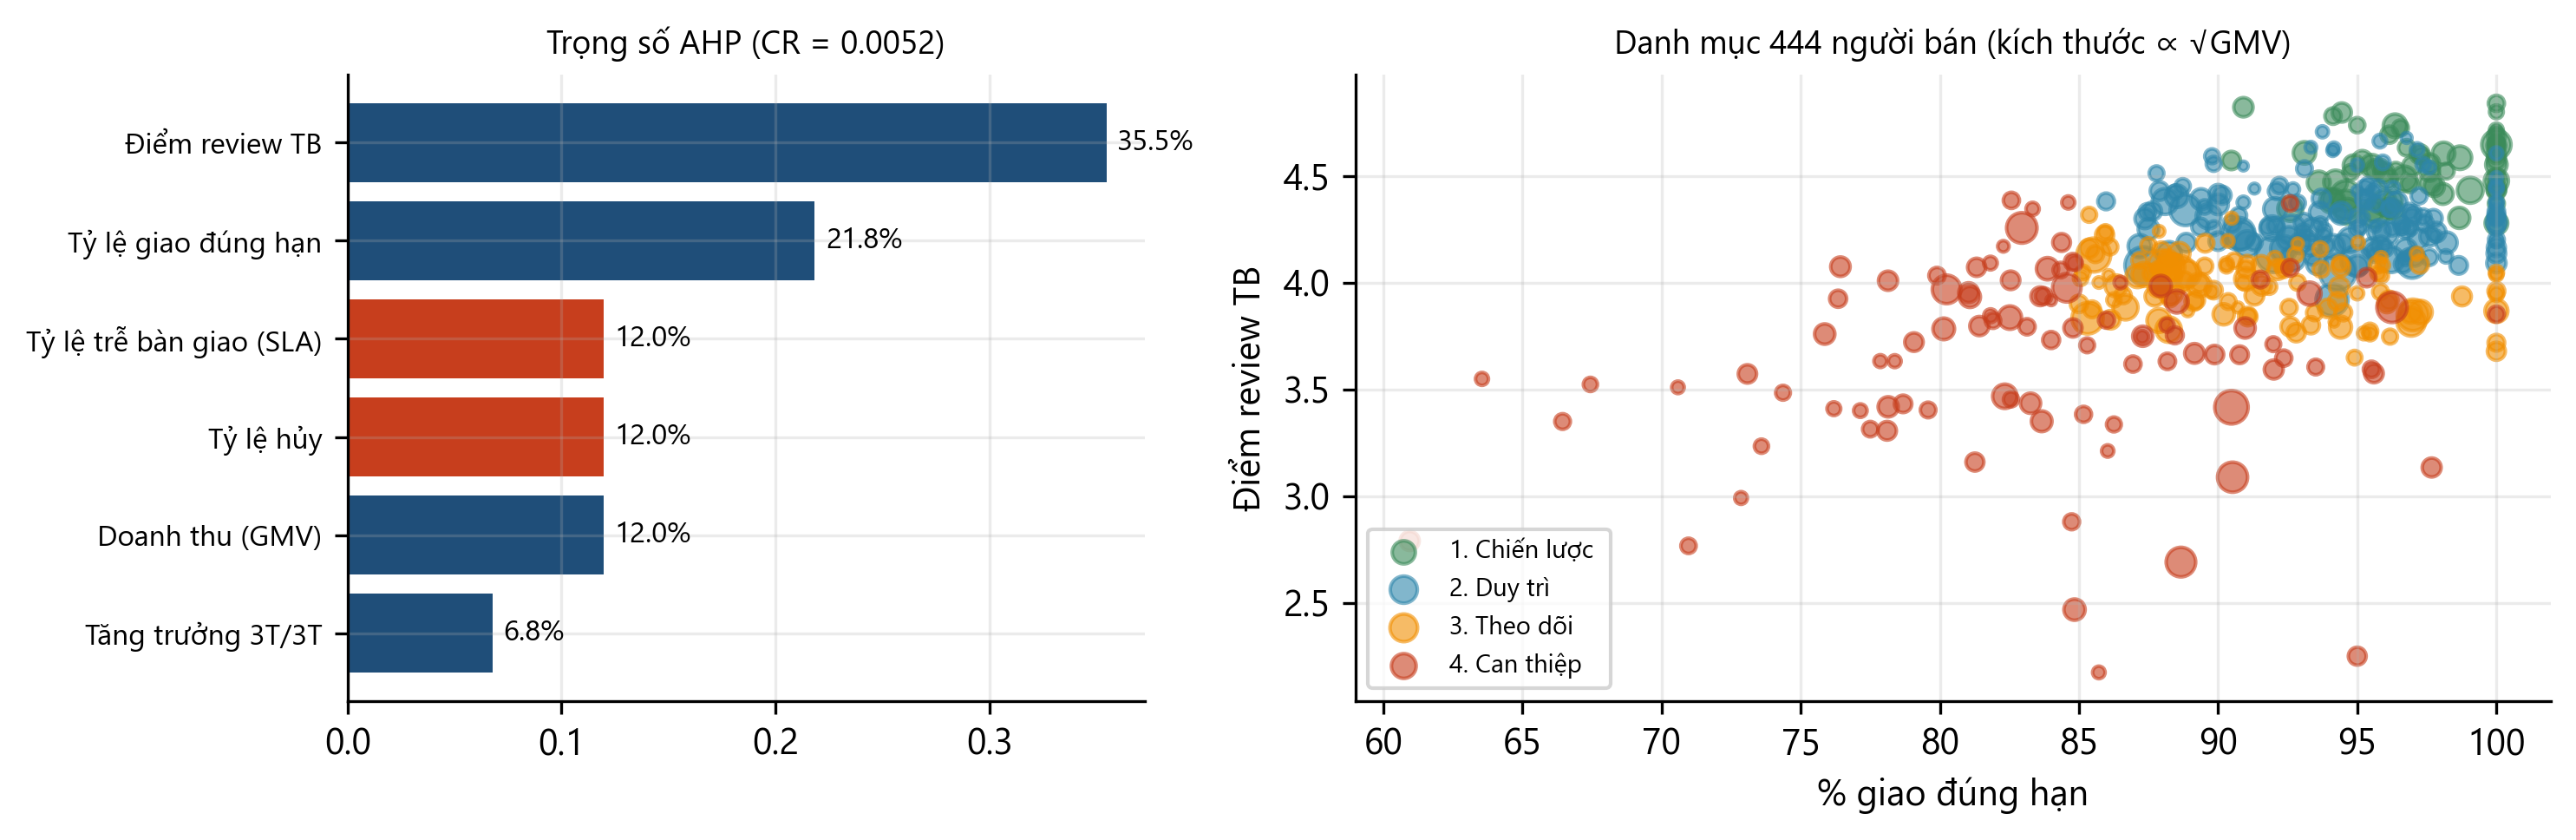 Trọng số AHP (CR = 0.0052)
Điểm review TB
35.5%
Tỷ lệ giao đúng hạn
21.8%
Tỷ lệ trễ bàn giao (SLA)
12.0%
Tỷ lệ hủy
12.0%
Doanh thu (GMV)
12.0%
Tăng trưởng 3T/3T
6.8%
0.0 0.1 0.2 0.3
Danh mục 444 người bán (kích thước ∝ √GMV)
Điểm review TB
4.5
4.0
3.5
3.0
2.5
1. Chiến lược
2. Duy trì
3. Theo dõi
4. Can thiệp
60 65 70 75 80 85 90 95 100
% giao đúng hạn